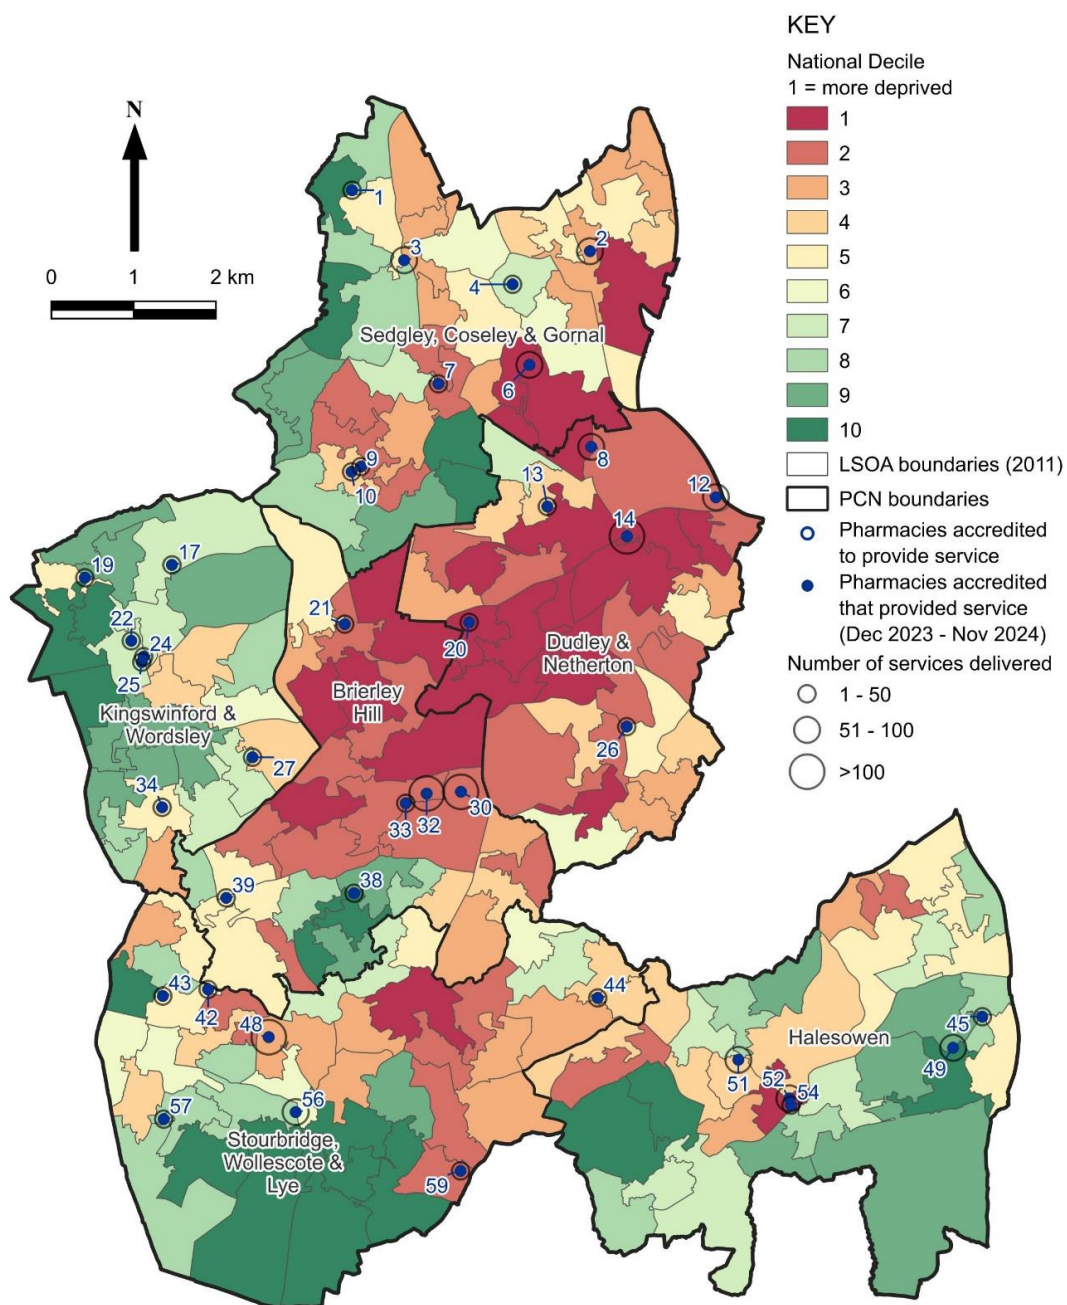 KEY
National Decile
1 = more deprived
1
2
3
4
5
6
7
8
9
10
LSOA boundaries (2011)
PCN boundaries
Pharmacies accredited
to provide service
Pharmacies accredited
that provided service
(Dec 2023 - Nov 2024)
Number of services delivered
1 - 50
51 - 100
>100
N
0 1 2 km
1
2
3
4
Sedgley, Coseley & Gornal
7
6
8
9
10
13
12
14
17
19
21
20
22
24
25
Dudley &
Netherton
Brierley
Hill
Kingswinford &
Wordsley
26
27
34
33
32
30
39
38
43
42
44
48
45
Halesowen
49
51
52
54
56
57
Stourbridge,
Wollescote &
Lye
59